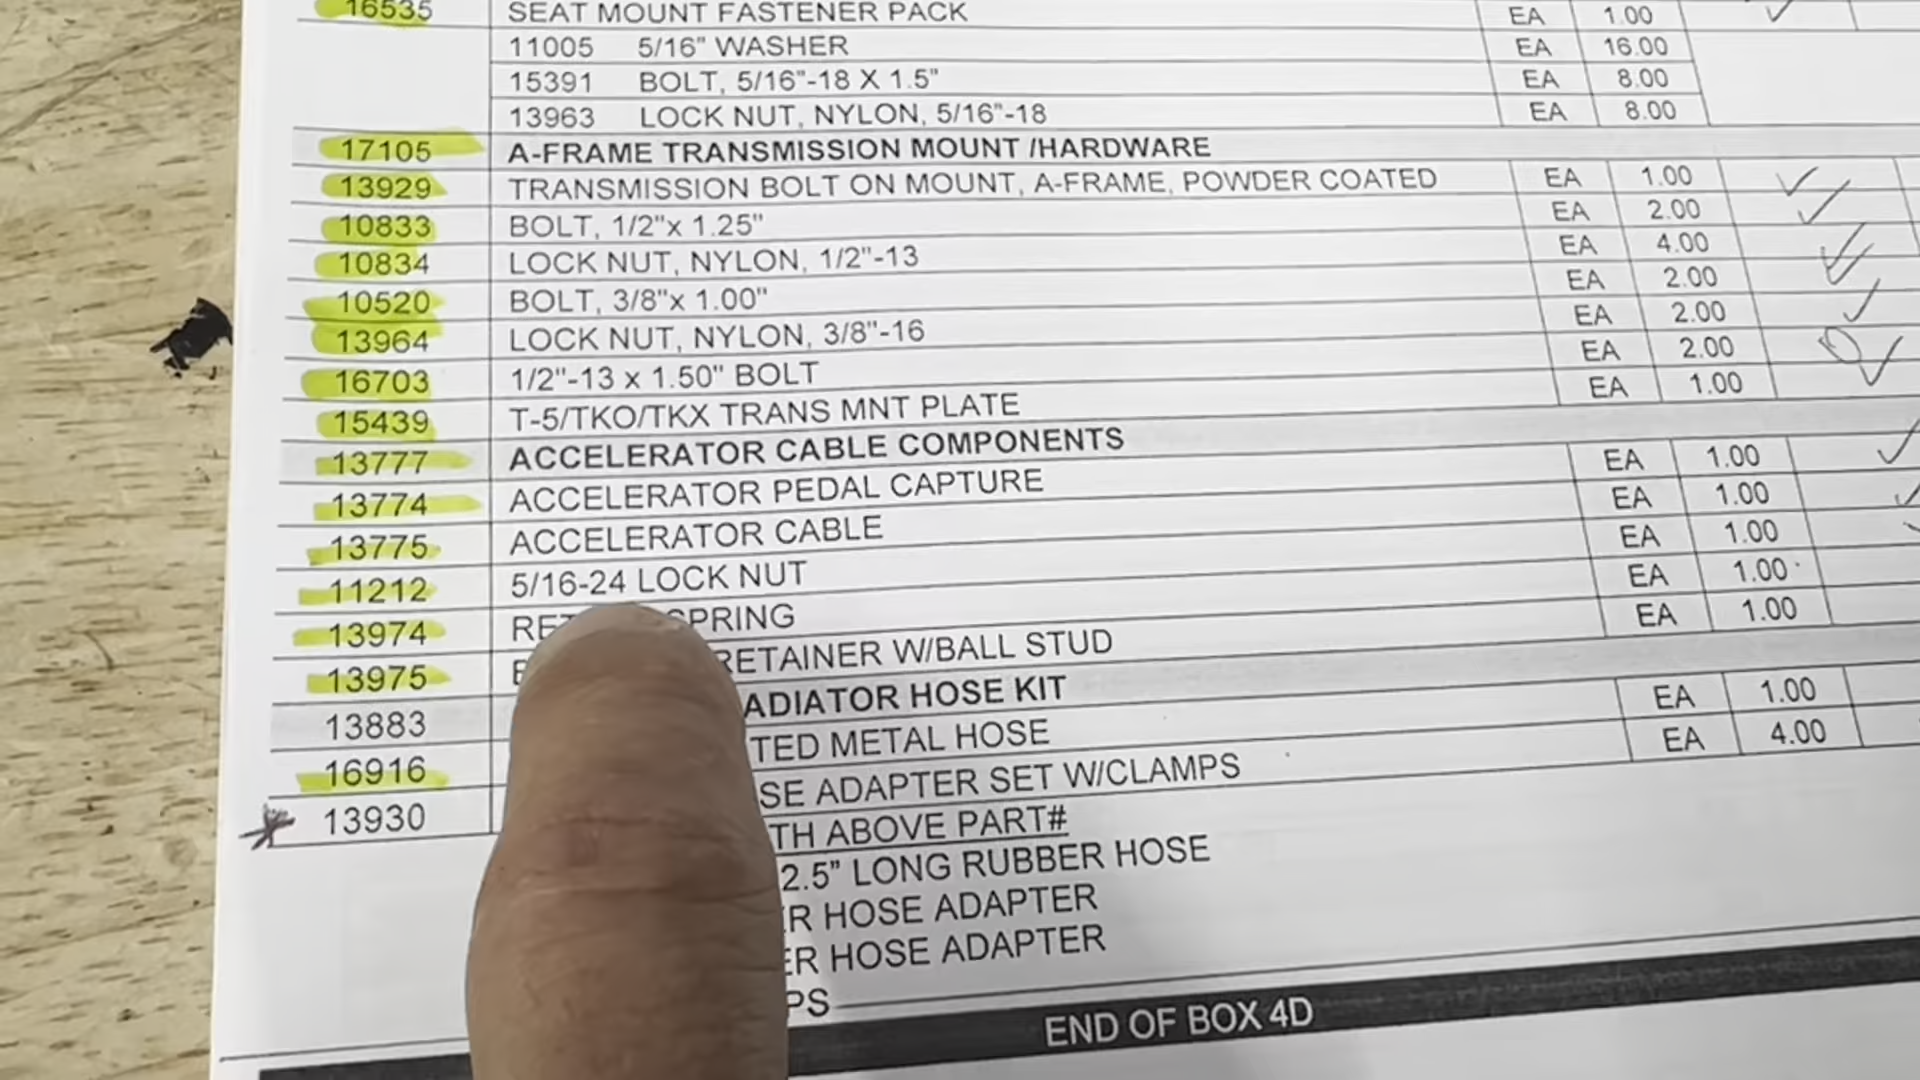 16535 SEAT MOUNT FASTENER PACK EA 1.00
11005 5/16" WASHER EA 16.00
15391 BOLT, 5/16"-18 X 1.5" EA 8.00
13963 LOCK NUT, NYLON, 5/16"-18 EA 8.00
17105 A-FRAME TRANSMISSION MOUNT /HARDWARE
13929 TRANSMISSION BOLT ON MOUNT, A-FRAME, POWDER COATED EA 1.00
10833 BOLT, 1/2"x 1.25" EA 2.00
10834 LOCK NUT, NYLON, 1/2"-13 EA 4.00
10520 BOLT, 3/8"x 1.00" EA 2.00
13964 LOCK NUT, NYLON, 3/8"-16 EA 2.00
16703 1/2"-13 x 1.50" BOLT EA 2.00
15439 T-5/TKO/TKX TRANS MNT PLATE EA 1.00
13777 ACCELERATOR CABLE COMPONENTS
13774 ACCELERATOR PEDAL CAPTURE EA 1.00
13775 ACCELERATOR CABLE EA 1.00
11212 5/16-24 LOCK NUT EA 1.00
13974 SPRING EA 1.00
13975 RETAINER W/BALL STUD EA 1.00
13883 RADIATOR HOSE KIT
16916 METAL HOSE EA 1.00
13930 ADAPTER SET W/CLAMPS EA 4.00
ABOVE PART#
2.5" LONG RUBBER HOSE
HOSE ADAPTER
HOSE ADAPTER
END OF BOX 4D